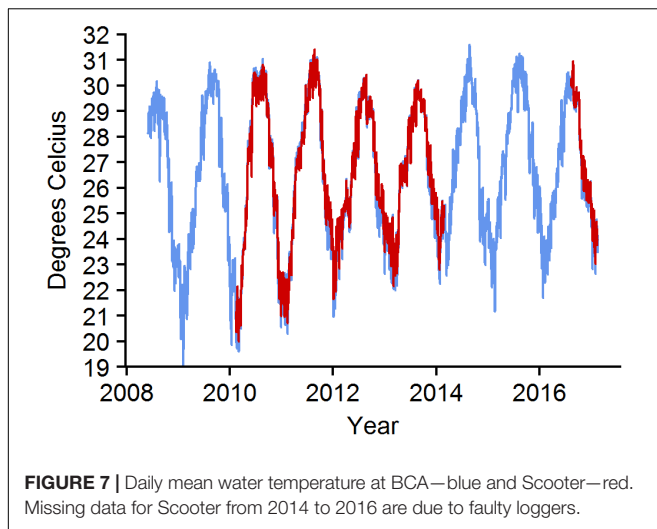 32
31
30
29
28
27
26
25
24
23
22
21
20
19
Degrees Celcius
2008 2010 2012 2014 2016
Year
FIGURE 7 | Daily mean water temperature at BCA—blue and Scooter—red.
Missing data for Scooter from 2014 to 2016 are due to faulty loggers.